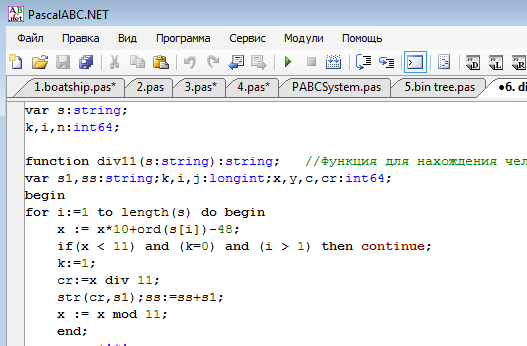 PascalABC.NET
Файл Правка Вид Программа Сервис Модули Помощь
1.boatship.pas* 2.pas 3.pas* 4.pas* PABCSystem.pas 5.bin tree.pas •6. di
var s:string;
k,i,n:int64;
function div11(s:string):string; //Функция для нахождения
var s1,ss:string;k,i,j:longint;x,y,c,cr:int64;
begin
for i:=1 to length(s) do begin
x := x*10+ord(s[i])-48;
if(x < 11) and (k=0) and (i > 1) then continue;
k:=1;
cr:=x div 11;
str(cr,s1);ss:=ss+s1;
x := x mod 11;
end;